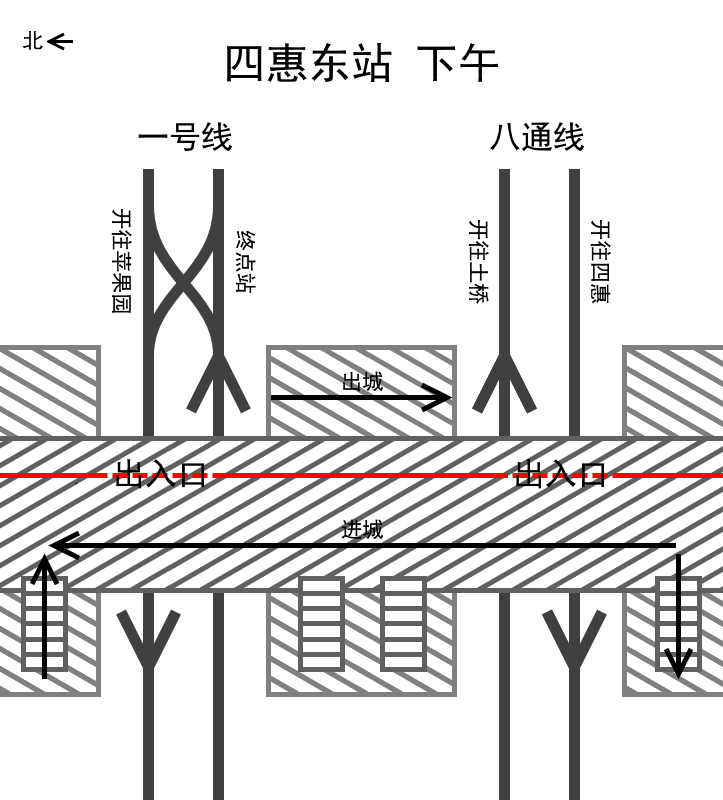 北
四惠东站 下午
一号线
八通线
开往苹果园
终点站
开往土桥
开往四惠
出城
出入口
出入口
进城